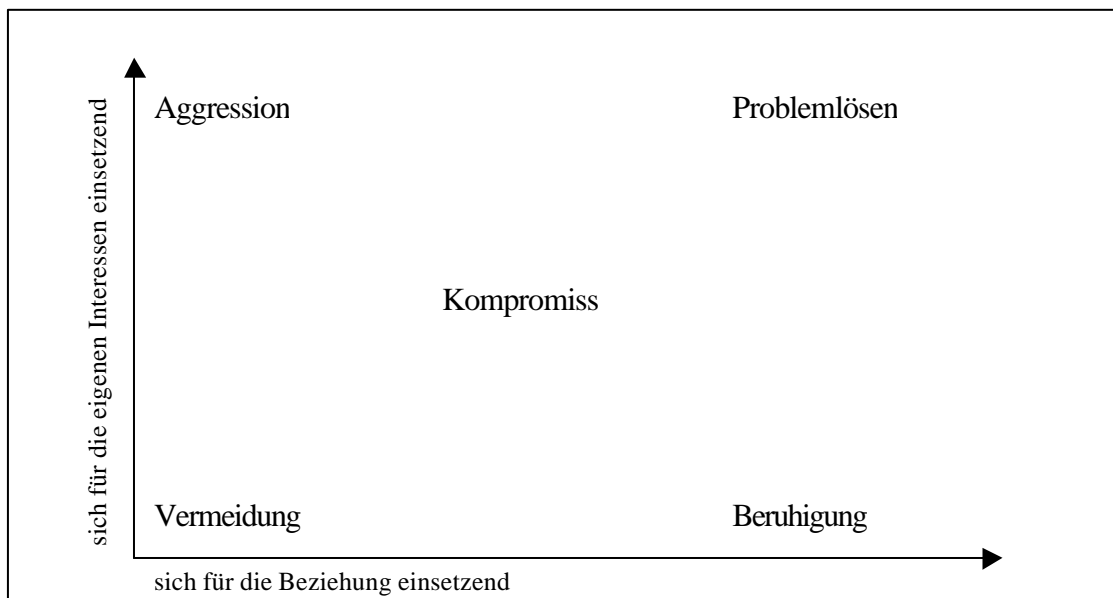 Aggression
Problemlösen
sich für die eigenen Interessen einsetzend
Kompromiss
Vermeidung
Beruhigung
sich für die Beziehung einsetzend